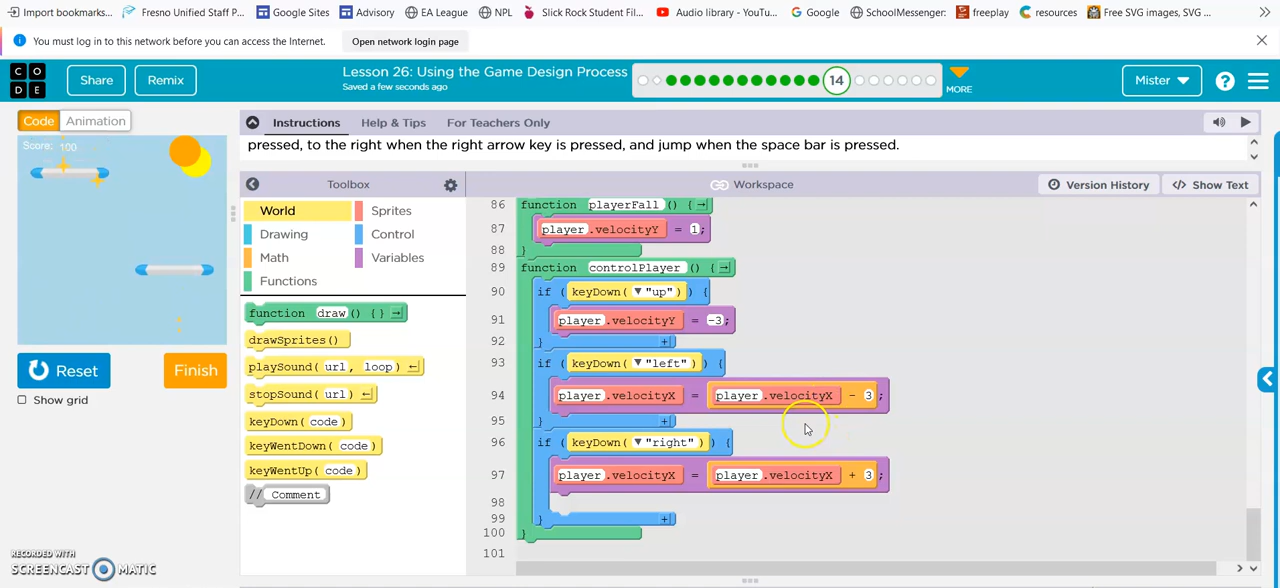 Import bookmarks... Fresno Unified Staff P... Google Sites Advisory EA League NPL Slick Rock Student Fil... Audio library - YouTu... Google SchoolMessenger: freeplay resources Free SVG images, SVG ...
You must log in to this network before you can access the Internet. Open network login page
C O D E Share Remix Lesson 26: Using the Game Design Process 14 MORE Mister ?
Saved a few seconds ago
Code Animation Instructions Help & Tips For Teachers Only
pressed, to the right when the right arrow key is pressed, and jump when the space bar is pressed.
Score: 100
Toolbox Workspace Version History </> Show Text
World Sprites
Drawing Control
Math Variables
Functions
function draw() { }
drawSprites()
playSound( url, loop)
stopSound( url)
keyDown( code)
keyWentDown( code)
keyWentUp( code)
// Comment
86 function playerFall () {
87 player.velocityY = 1;
88 }
89 function controlPlayer () {
90 if ( keyDown( "up") ) {
91 player.velocityY = -3;
92 }
93 if ( keyDown( "left") ) {
94 player.velocityX = player.velocityX - 3;
95 }
96 if ( keyDown( "right") ) {
97 player.velocityX = player.velocityX + 3;
98
99 }
100 }
101
Reset Finish
Show grid
RECORDED WITH
SCREENCAST MATIC